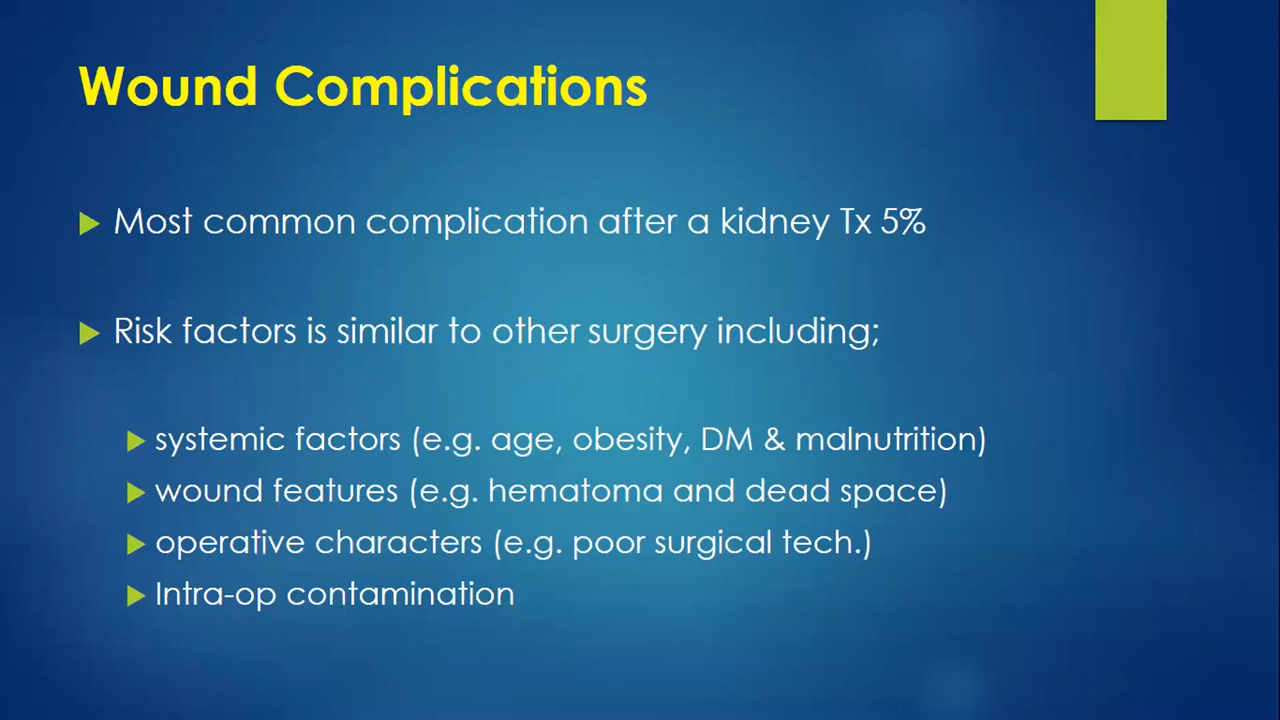 Wound Complications
Most common complication after a kidney Tx 5%
Risk factors is similar to other surgery including;
systemic factors (e.g. age, obesity, DM & malnutrition)
wound features (e.g. hematoma and dead space)
operative characters (e.g. poor surgical tech.)
Intra-op contamination